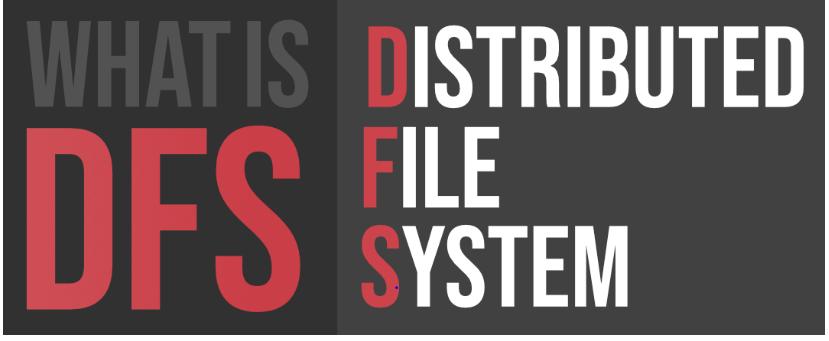 WHAT IS
DFS
DISTRIBUTED
FILE
SYSTEM